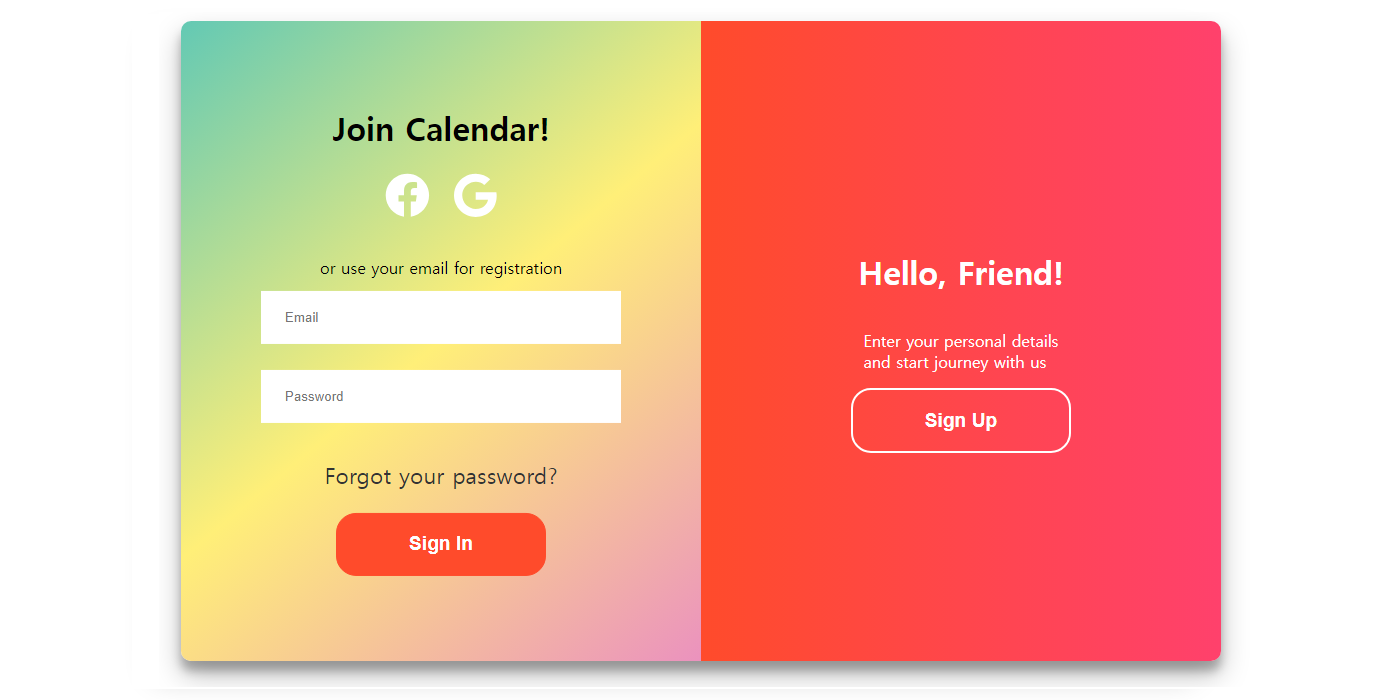 Join Calendar!
or use your email for registration
Email
Password
Forgot your password?
Sign In
Hello, Friend!
Enter your personal details
and start journey with us
Sign Up